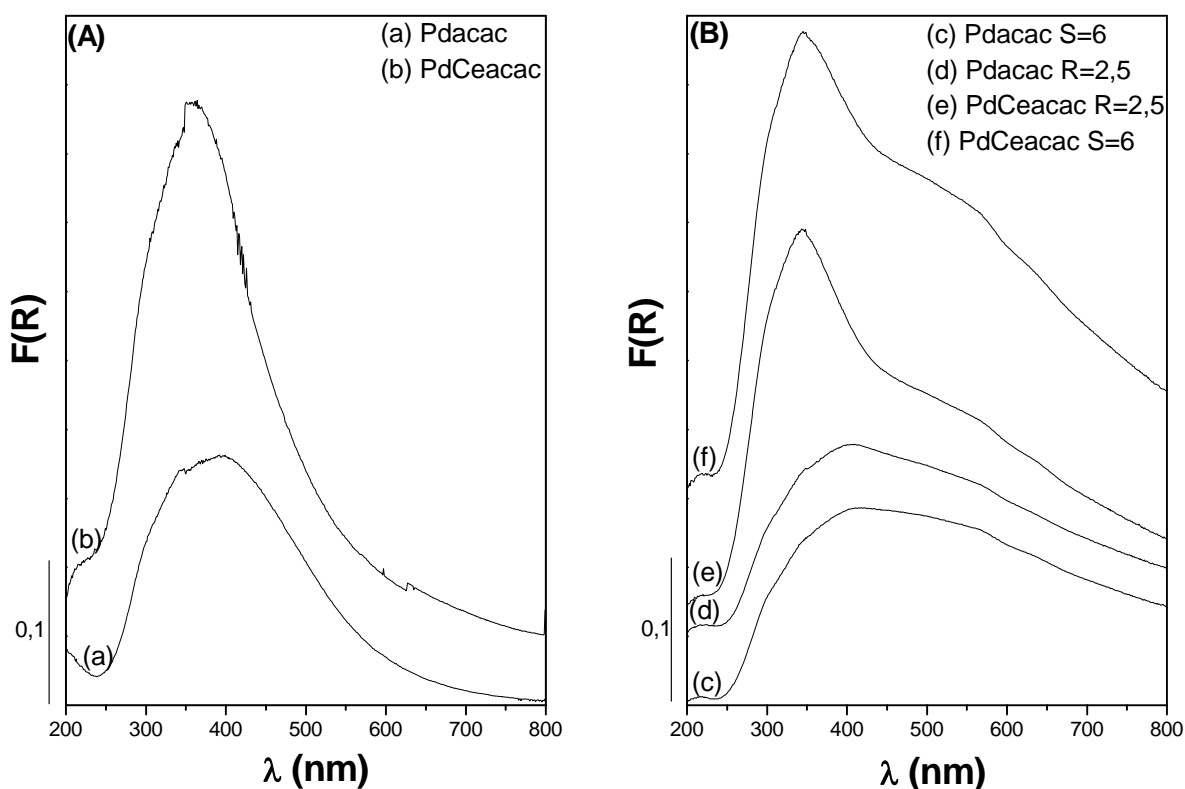 (A)
(a) Pdacac
(b) PdCeacac
(b)
(a)
F(R)
0,1
200 300 400 500 600 700 800
λ (nm)
(B)
(c) Pdacac S=6
(d) Pdacac R=2,5
(e) PdCeacac R=2,5
(f) PdCeacac S=6
(f)
(e)
(d)
(c)
F(R)
0,1
200 300 400 500 600 700 800
λ (nm)